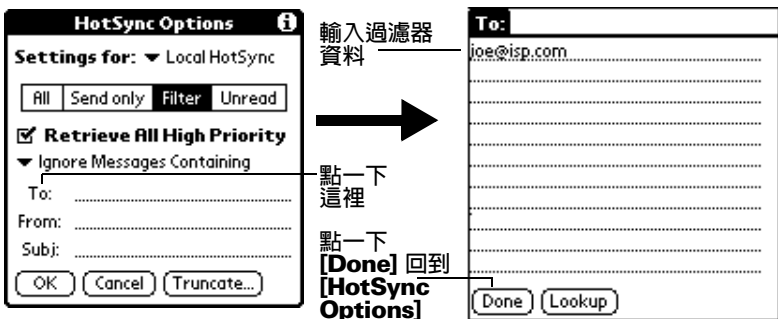 HotSync Options
Settings for: Local HotSync
All Send only Filter Unread
Retrieve All High Priority
Ignore Messages Containing
To:
From:
Subj:
OK Cancel Truncate...
輸入過濾器
資料
點一下
這裡
點一下
[Done] 回到
[HotSync
Options]
To:
joe@isp.com
Done Lookup